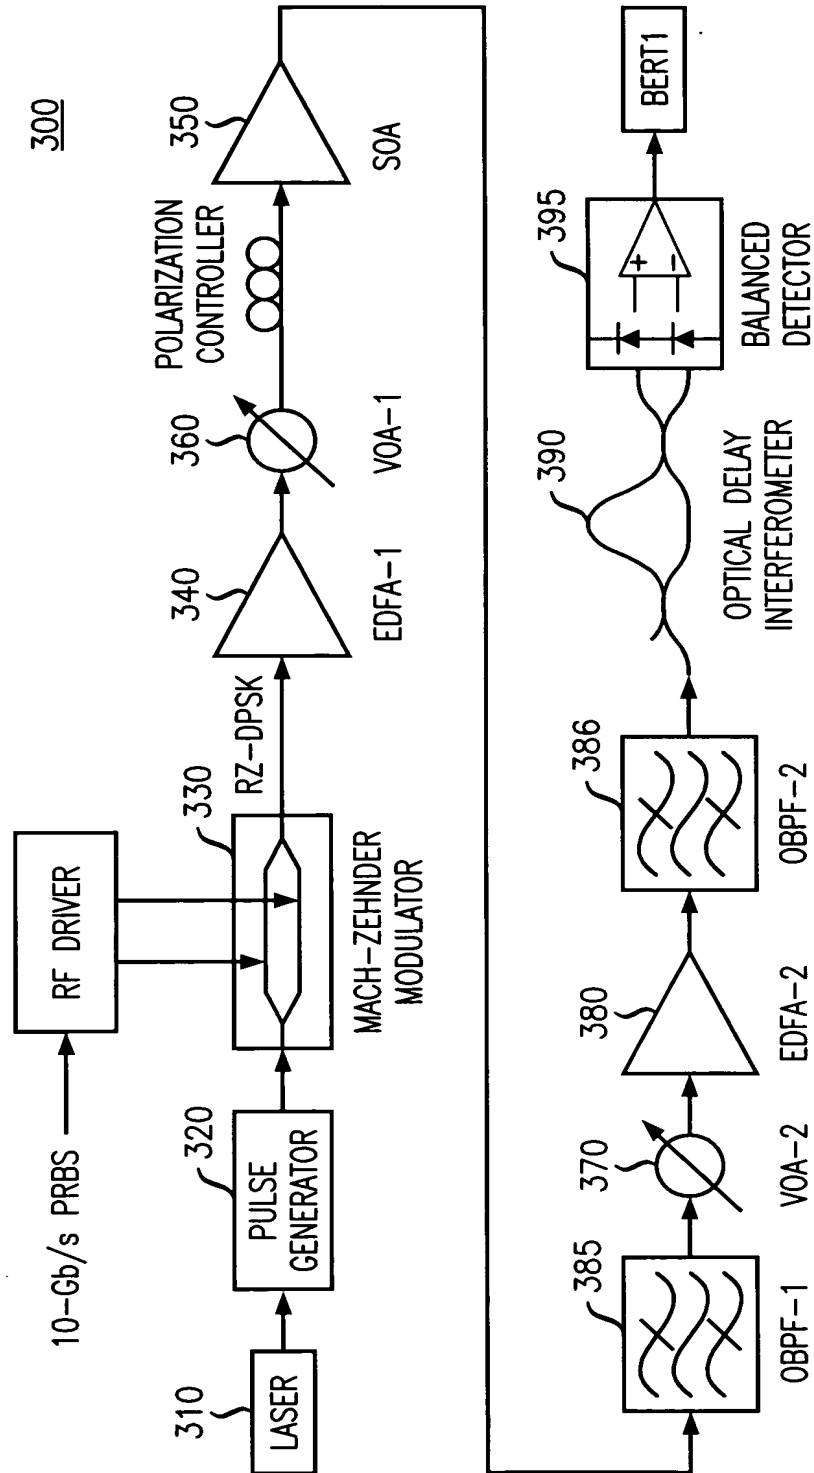 300
10-Gb/s PRBS
RF DRIVER
310
LASER
320
PULSE
GENERATOR
330
MACH-ZEHNDER
MODULATOR
RZ-DPSK
340
EDFA-1
360
VOA-1
POLARIZATION
CONTROLLER
350
SOA
385
OBPF-1
370
VOA-2
380
EDFA-2
386
OBPF-2
390
OPTICAL DELAY
INTERFEROMETER
395
+
-
BALANCED
DETECTOR
BERT1